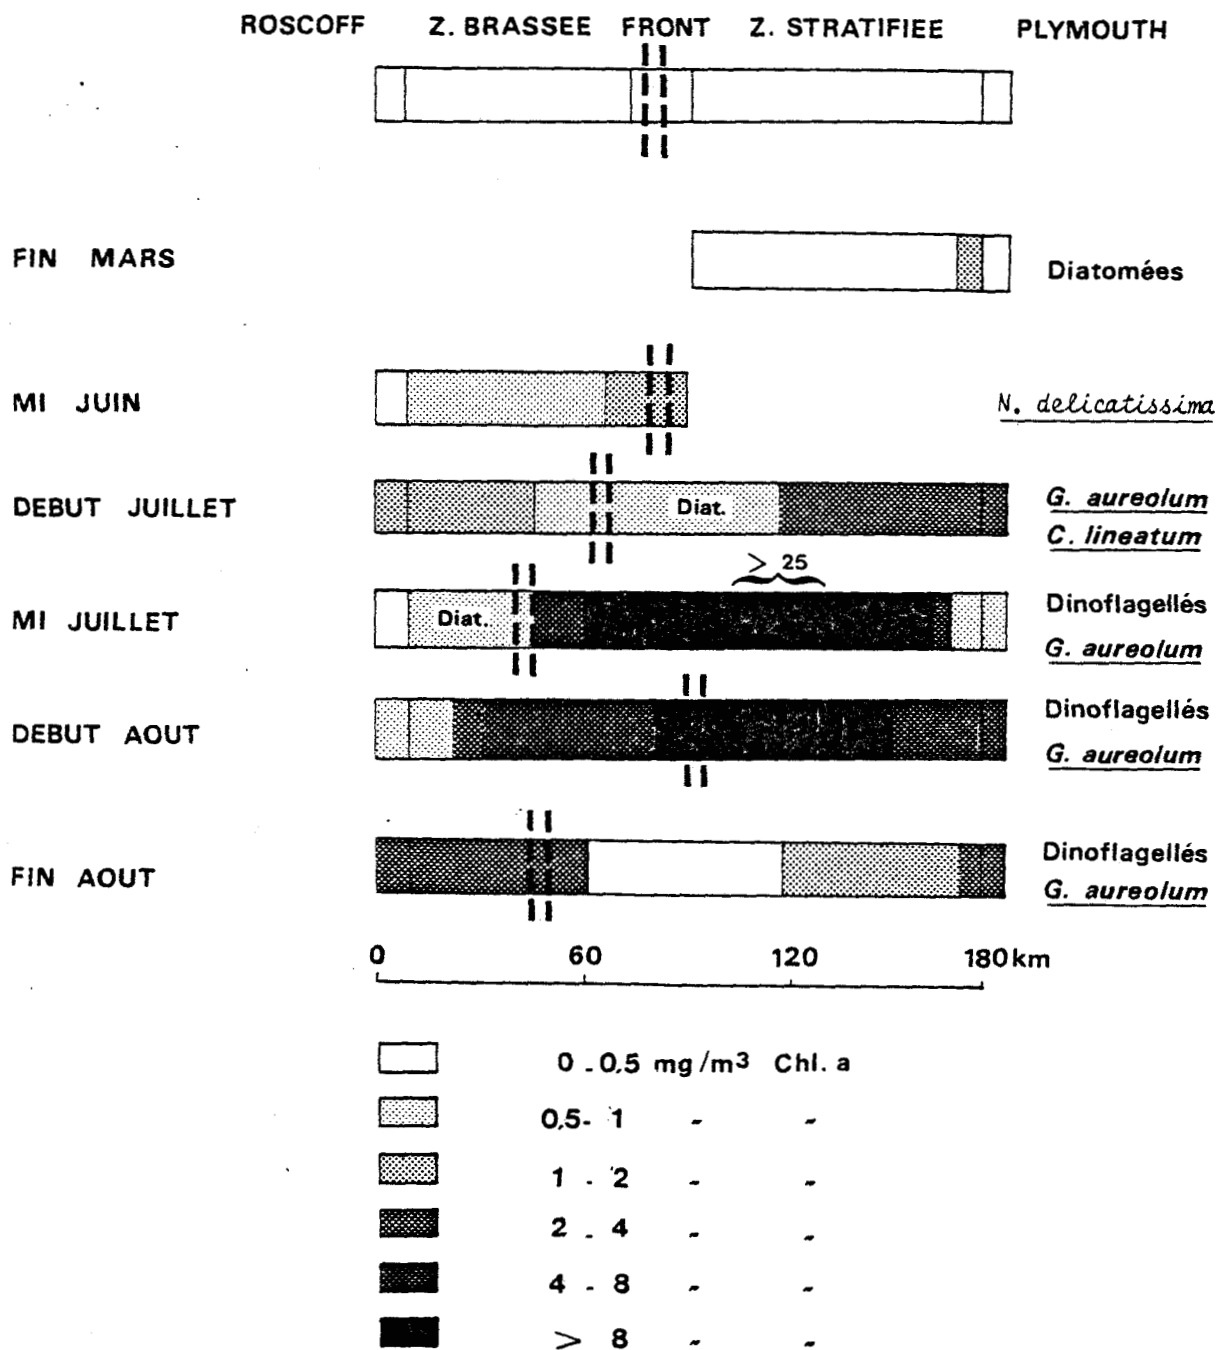 ROSCOFF Z. BRASSEE FRONT Z. STRATIFIEE PLYMOUTH
FIN MARS
Diatomées
MI JUIN
N. delicatissima
DEBUT JUILLET
Diat.
G. aureolum
C. lineatum
> 25
MI JUILLET
Diat.
Dinoflagellés
G. aureolum
DEBUT AOUT
Dinoflagellés
G. aureolum
FIN AOUT
Dinoflagellés
G. aureolum
0 60 120 180 km
0 - 0,5 mg/m3 Chl. a
0,5- 1 " "
1 - 2 " "
2 - 4 " "
4 - 8 " "
> 8 " "